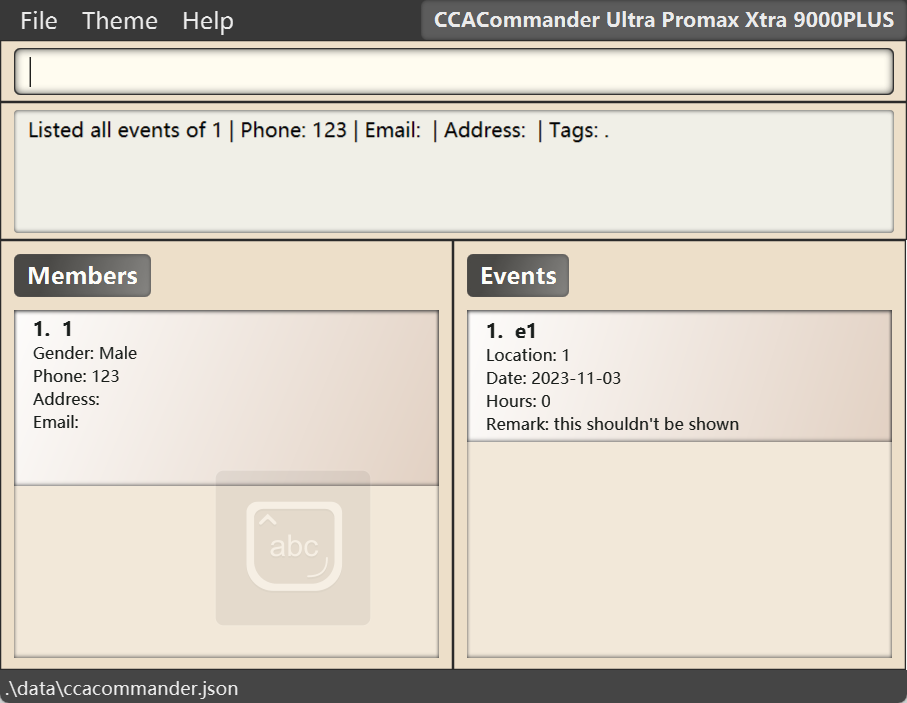 File Theme Help CCACommander Ultra Promax Xtra 9000PLUS
Listed all events of 1 | Phone: 123 | Email:  | Address:  | Tags: .
Members
1. 1
Gender: Male
Phone: 123
Address:
Email:
abc
Events
1. e1
Location: 1
Date: 2023-11-03
Hours: 0
Remark: this shouldn't be shown
.\data\ccacommander.json